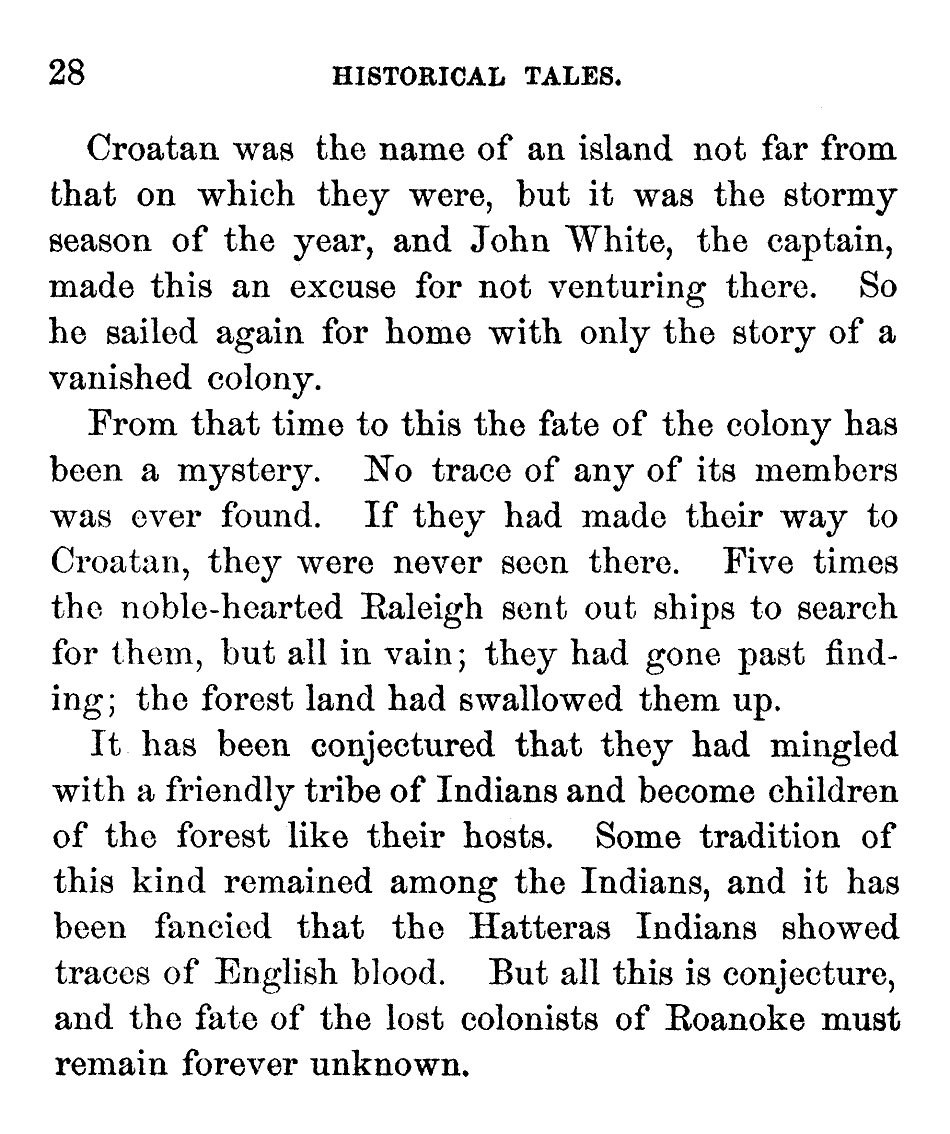 28 HISTORICAL TALES.
Croatan was the name of an island not far from
that on which they were, but it was the stormy
season of the year, and John White, the captain,
made this an excuse for not venturing there. So
he sailed again for home with only the story of a
vanished colony.
From that time to this the fate of the colony has
been a mystery. No trace of any of its members
was ever found. If they had made their way to
Croatan, they were never seen there. Five times
the noble-hearted Raleigh sent out ships to search
for them, but all in vain; they had gone past find-
ing; the forest land had swallowed them up.
It has been conjectured that they had mingled
with a friendly tribe of Indians and become children
of the forest like their hosts. Some tradition of
this kind remained among the Indians, and it has
been fancied that the Hatteras Indians showed
traces of English blood. But all this is conjecture,
and the fate of the lost colonists of Roanoke must
remain forever unknown.